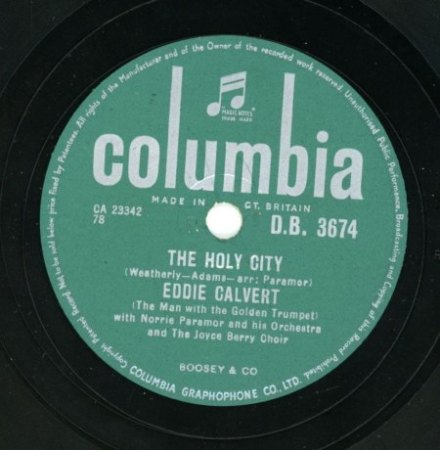 Manufacturer and of the Owner of the recorded work reserved. Unauthorised Public Performance, Broadcasting and Copying of this Record Prohibited.
Patented Record Not to be sold below price fixed by Patentees. All rights of the
"MAGIC NOTES"
TRADE MARK
columbia
MADE IN GT. BRITAIN
CA 23342
78
D.B. 3674
THE HOLY CITY
(Weatherly—Adams—arr: Paramor)
EDDIE CALVERT
(The Man with the Golden Trumpet)
with Norrie Paramor and his Orchestra
and The Joyce Berry Choir
BOOSEY & CO
Copyright
COLUMBIA GRAPHOPHONE CO., LTD.